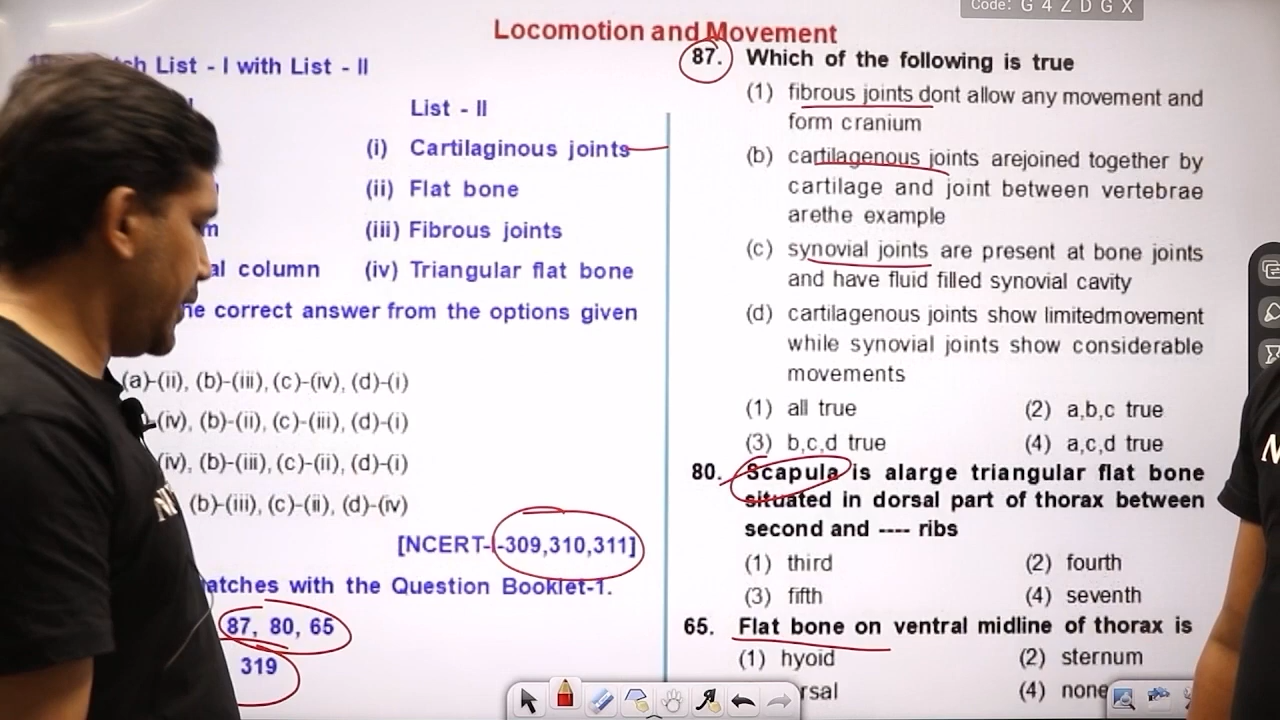 Code: G4ZDGX
Locomotion and Movement
List - I with List - II
List - II
(i) Cartilaginous joints
(ii) Flat bone
(iii) Fibrous joints
al column (iv) Triangular flat bone
he correct answer from the options given
(a)-(ii), (b)-(iii), (c)-(iv), (d)-(i)
(iv), (b)-(ii), (c)-(iii), (d)-(i)
(iv), (b)-(iii), (c)-(ii), (d)-(i)
(b)-(iii), (c)-(ii), (d)-(iv)
[NCERT-I-309,310,311]
atches with the Question Booklet-1.
87, 80, 65
319
87. Which of the following is true
(1) fibrous joints dont allow any movement and
form cranium
(b) cartilagenous joints arejoined together by
cartilage and joint between vertebrae
arethe example
(c) synovial joints are present at bone joints
and have fluid filled synovial cavity
(d) cartilagenous joints show limitedmovement
while synovial joints show considerable
movements
(1) all true (2) a,b,c true
(3) b,c,d true (4) a,c,d true
80. Scapula is alarge triangular flat bone
situated in dorsal part of thorax between
second and ---- ribs
(1) third (2) fourth
(3) fifth (4) seventh
65. Flat bone on ventral midline of thorax is
(1) hyoid (2) sternum
rsal (4) none